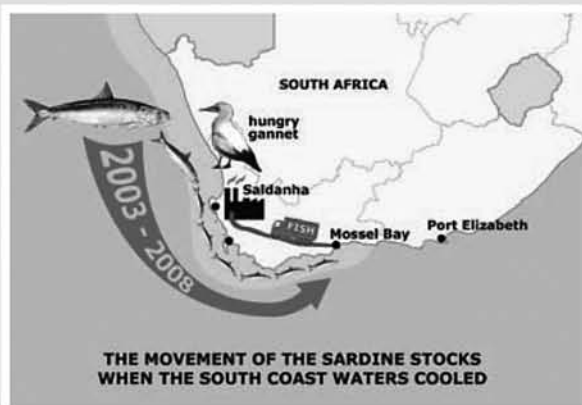 SOUTH AFRICA
hungry
gannet
2003 - 2008
Saldanha
FISH
Mossel Bay
Port Elizabeth
THE MOVEMENT OF THE SARDINE STOCKS
WHEN THE SOUTH COAST WATERS COOLED